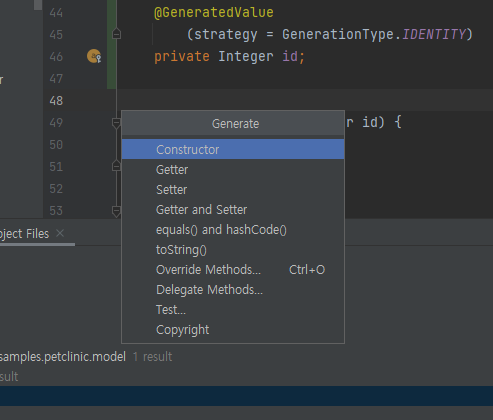 44 @GeneratedValue
45 (strategy = GenerationType.IDENTITY)
46 private Integer id;
47
48
49 r id) {
50
51
52
53
Generate
Constructor
Getter
Setter
Getter and Setter
equals() and hashCode()
toString()
Override Methods... Ctrl+O
Delegate Methods...
Test...
Copyright
oject Files ×
samples.petclinic.model 1 result
sult